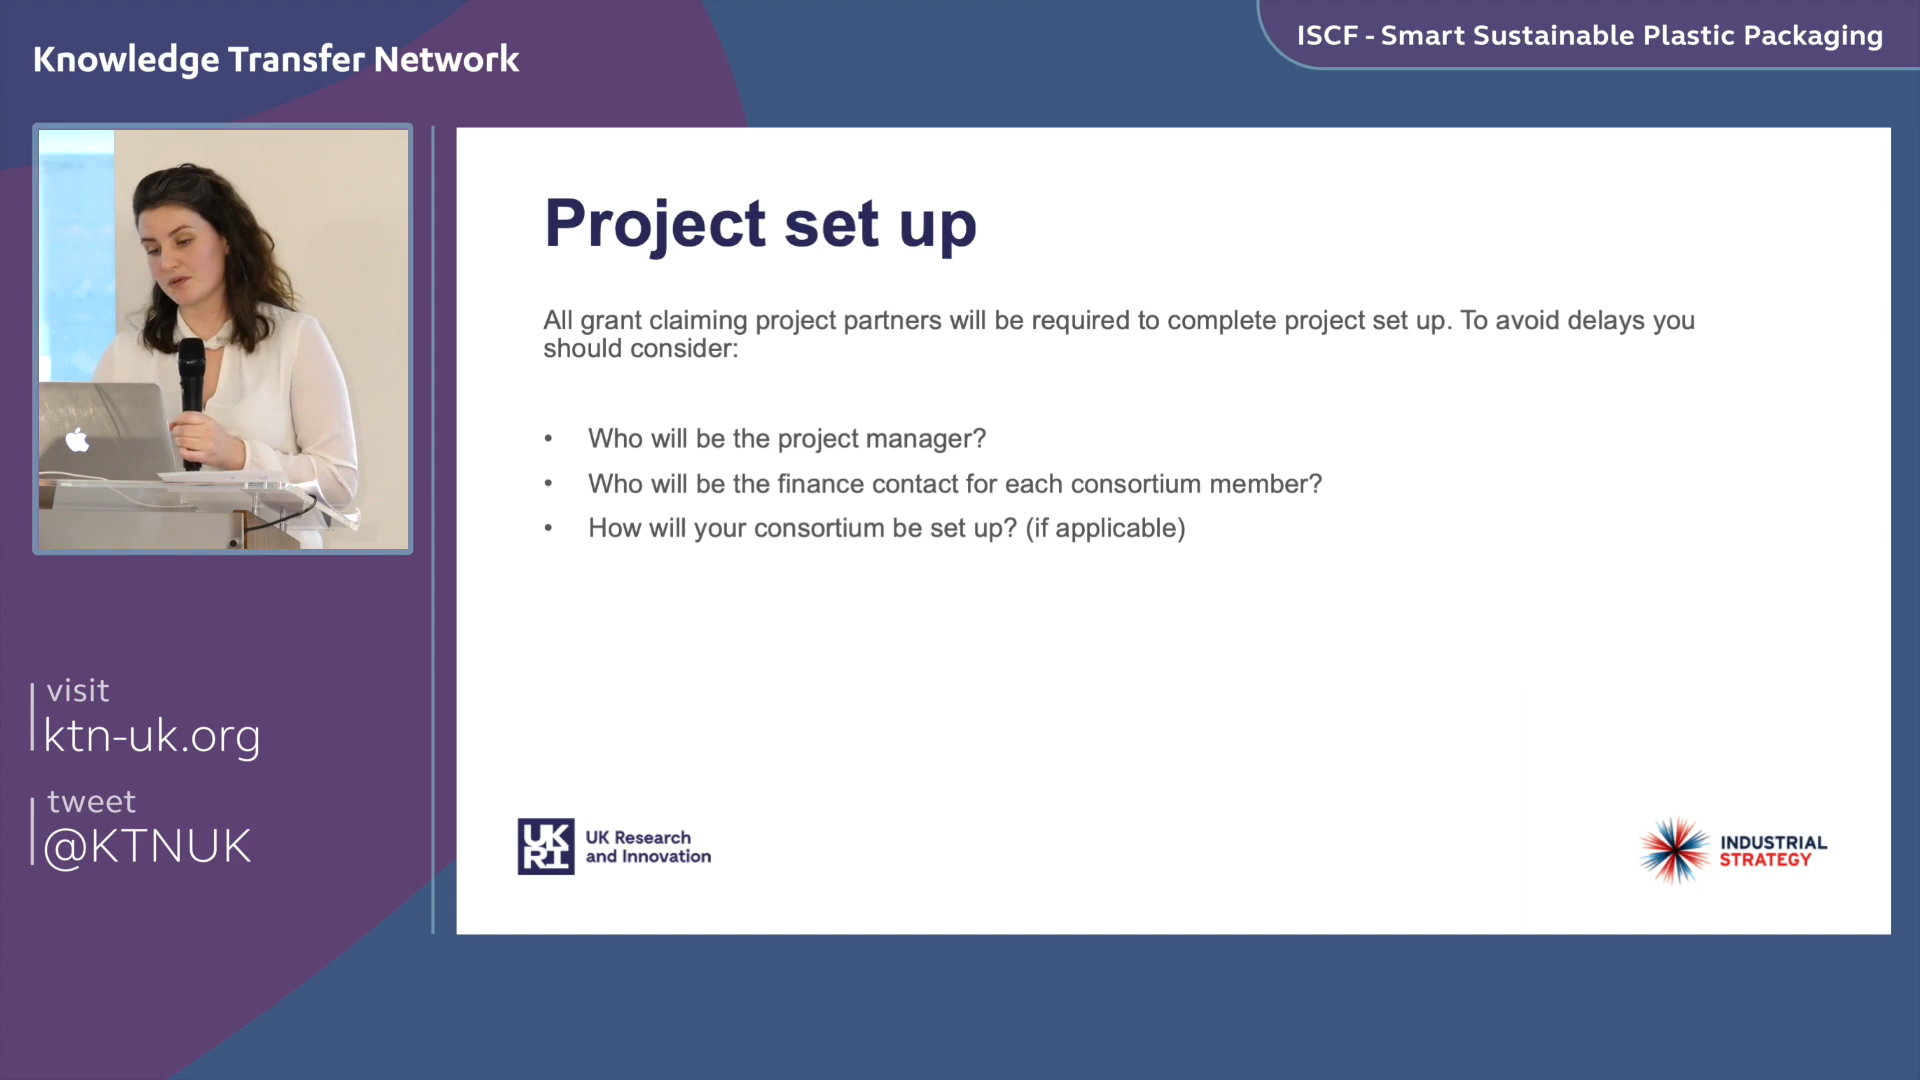 Knowledge Transfer Network
ISCF - Smart Sustainable Plastic Packaging
Project set up
All grant claiming project partners will be required to complete project set up. To avoid delays you
should consider:
• Who will be the project manager?
• Who will be the finance contact for each consortium member?
• How will your consortium be set up? (if applicable)
visit
ktn-uk.org
tweet
@KTNUK
UK
RI
UK Research
and Innovation
INDUSTRIAL
STRATEGY